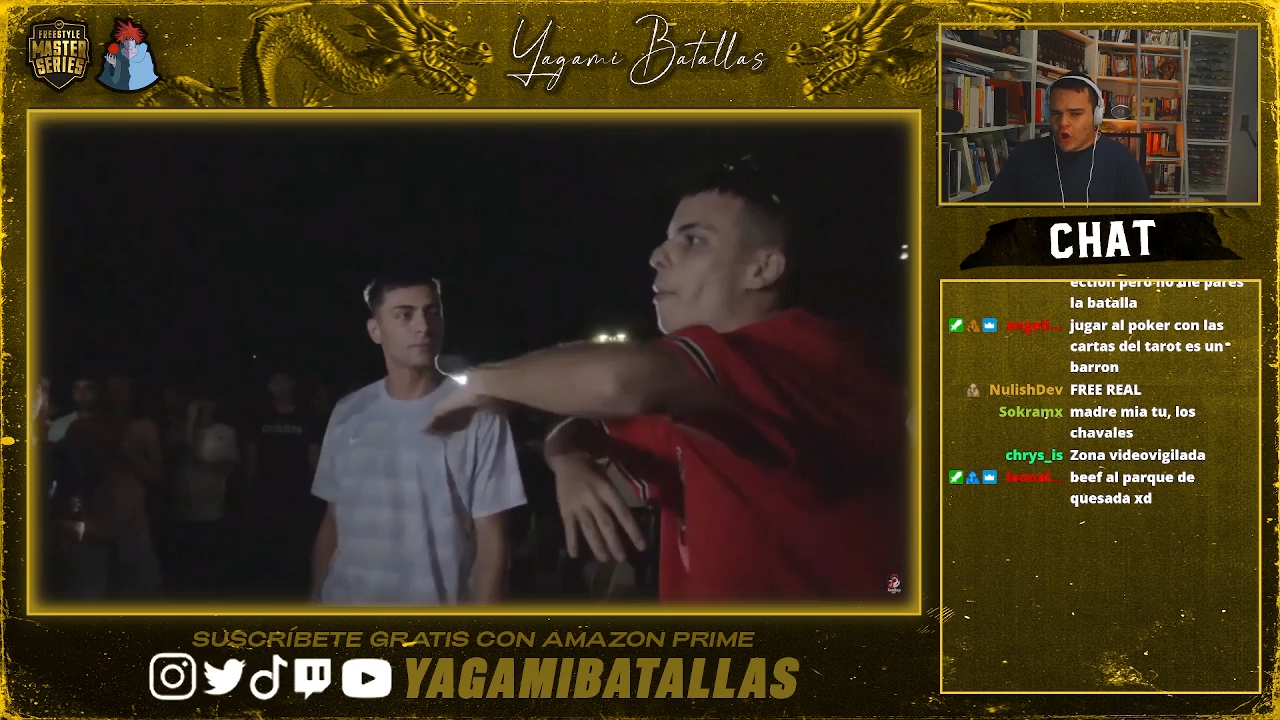 FREESTYLE
MASTER
SERIES
Yagami Batallas
CHAT
la batalla
jugar al poker con las
cartas del tarot es un
barron
NulishDev FREE REAL
Sokramx madre mia tu, los
chavales
chrys_is Zona videovigilada
beef al parque de
quesada xd
SUSCRÍBETE GRATIS CON AMAZON PRIME
YAGAMIBATALLAS